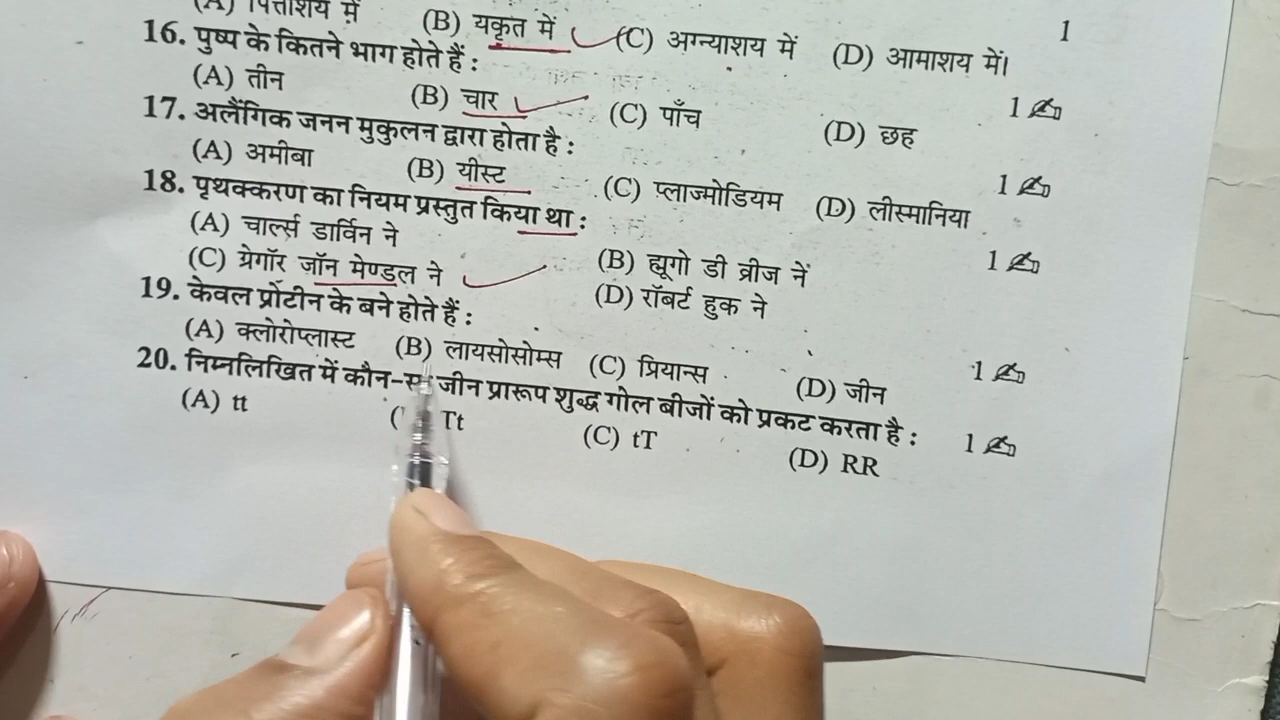 (A) पित्ताशय में (B) यकृत में (C) अग्न्याशय में (D) आमाशय में। 1
16. पुष्प के कितने भाग होते हैं :
(A) तीन (B) चार (C) पाँच (D) छह 1
17. अलैंगिक जनन मुकुलन द्वारा होता है :
(A) अमीबा (B) यीस्ट (C) प्लाज्मोडियम (D) लीस्मानिया 1
18. पृथक्करण का नियम प्रस्तुत किया था :
(A) चार्ल्स डार्विन ने (B) ह्यूगो डी व्रीज नें 1
(C) ग्रेगॉर जॉन मेण्डल ने (D) रॉबर्ट हुक ने
19. केवल प्रोटीन के बने होते हैं :
(A) क्लोरोप्लास्ट (B) लायसोसोम्स (C) प्रियान्स (D) जीन 1
20. निम्नलिखित में जीन प्रारूप शुद्ध गोल बीजों को प्रकट करता है : 1
(A) tt Tt (C) tT (D) RR